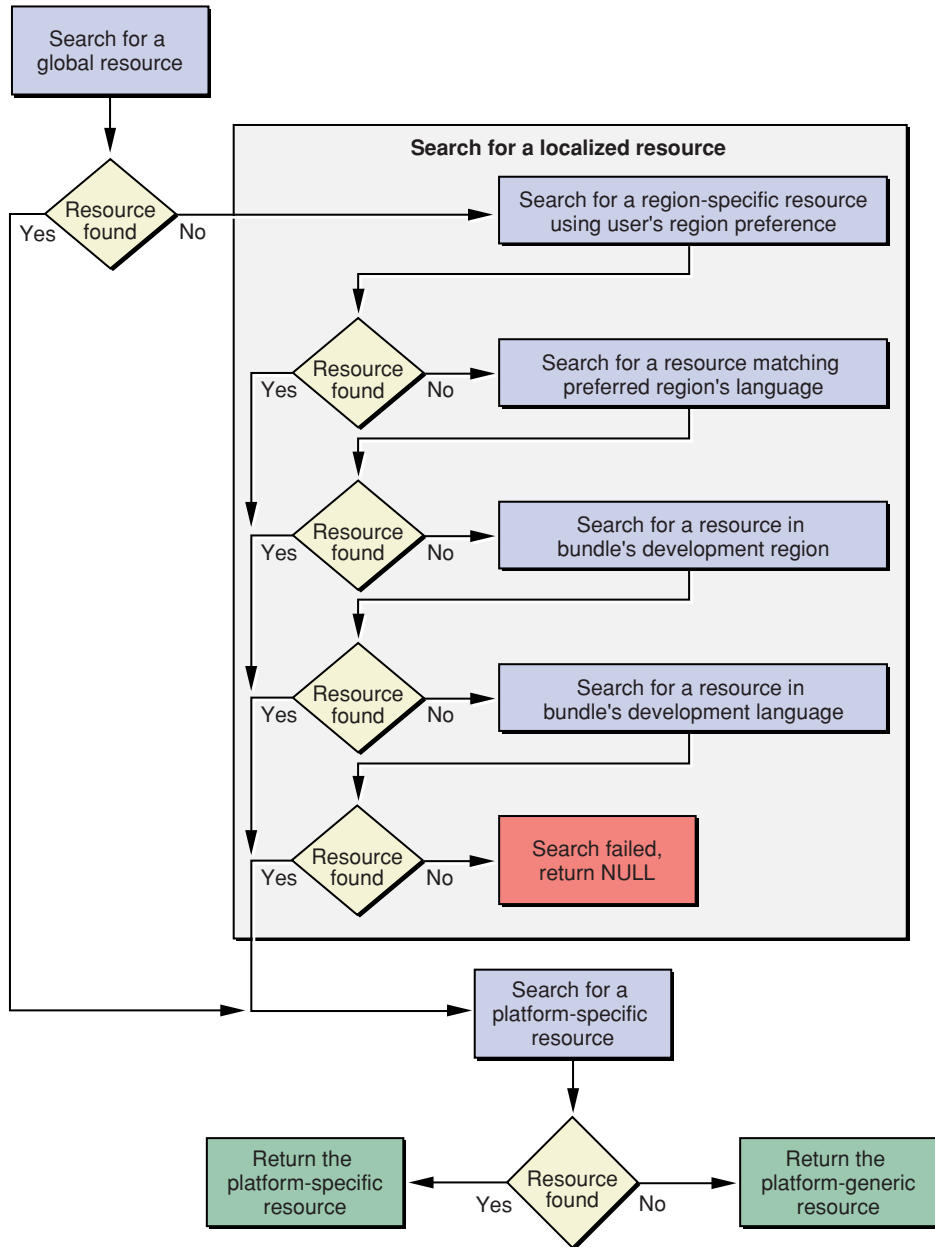 Search for a
global resource
Search for a localized resource
Resource
found
Yes
No
Search for a region-specific resource
using user's region preference
Resource
found
Yes
No
Search for a resource matching
preferred region's language
Resource
found
Yes
No
Search for a resource in
bundle's development region
Resource
found
Yes
No
Search for a resource in
bundle's development language
Resource
found
Yes
No
Search failed,
return NULL
Search for a
platform-specific
resource
Return the
platform-specific
resource
Yes
Resource
found
No
Return the
platform-generic
resource